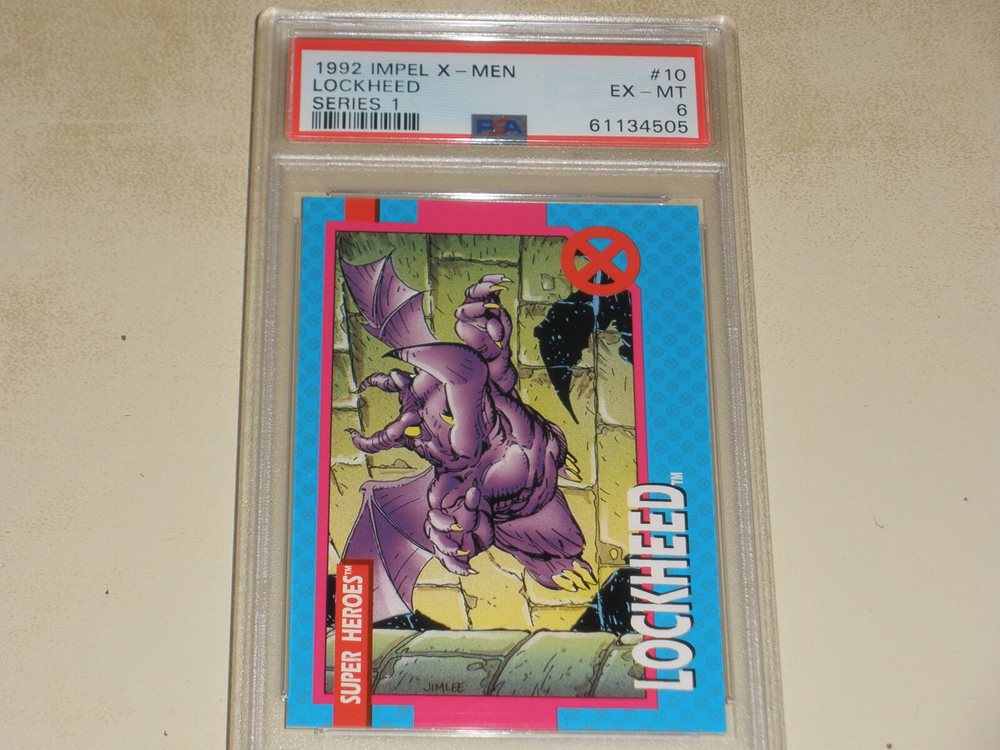 1992 IMPEL X-MEN #10
LOCKHEED EX-MT
SERIES 1 6
61134505
PSA
SUPER HEROES™
LOCKHEED™
JIM LEE